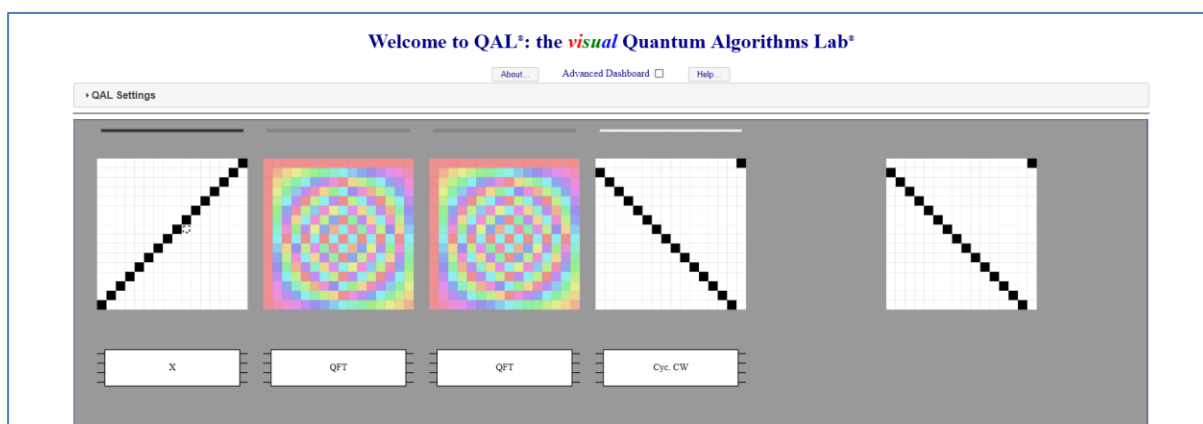 Welcome to QAL®: the visual Quantum Algorithms Lab®
About... Advanced Dashboard Help...
QAL Settings
X QFT QFT Cyc. CW